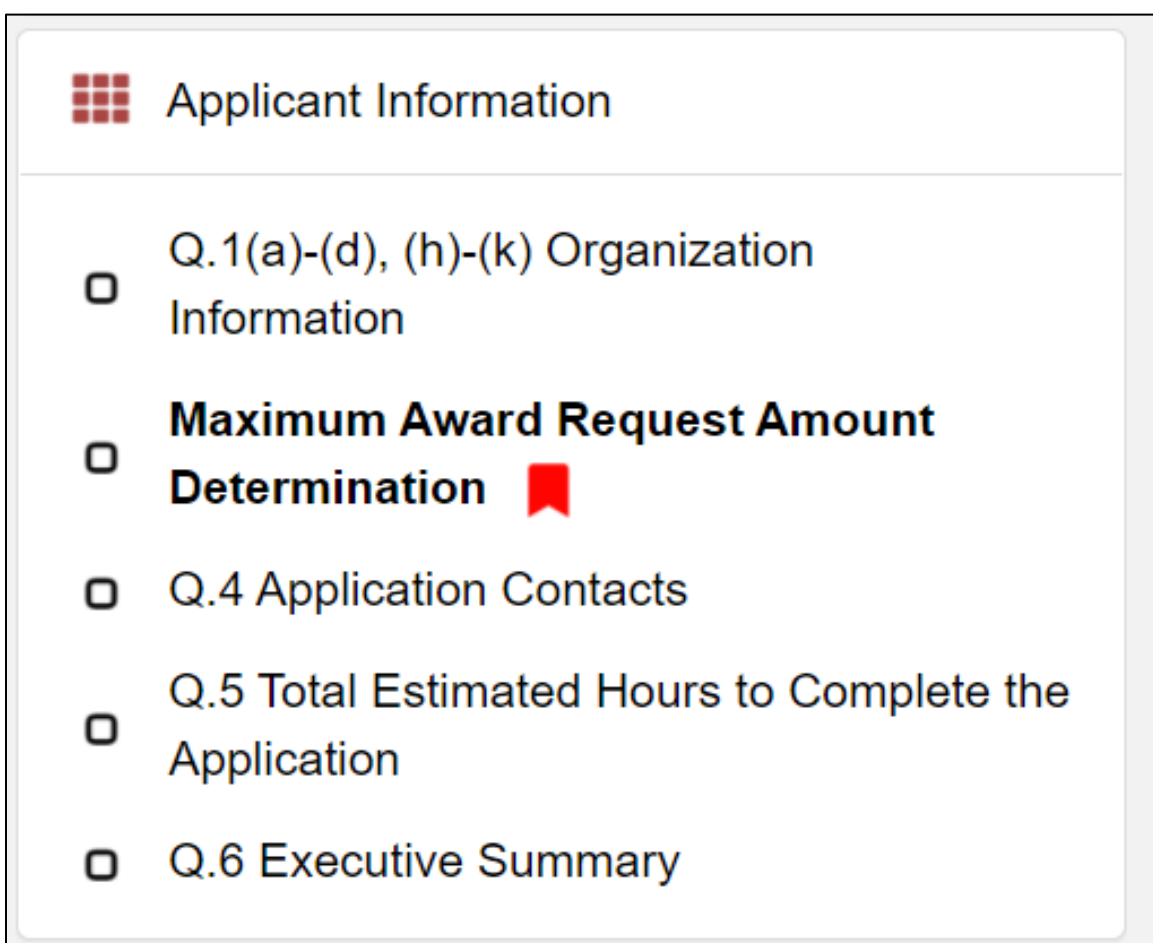 Applicant Information
Q.1(a)-(d), (h)-(k) Organization
Information
Maximum Award Request Amount
Determination
Q.4 Application Contacts
Q.5 Total Estimated Hours to Complete the
Application
Q.6 Executive Summary